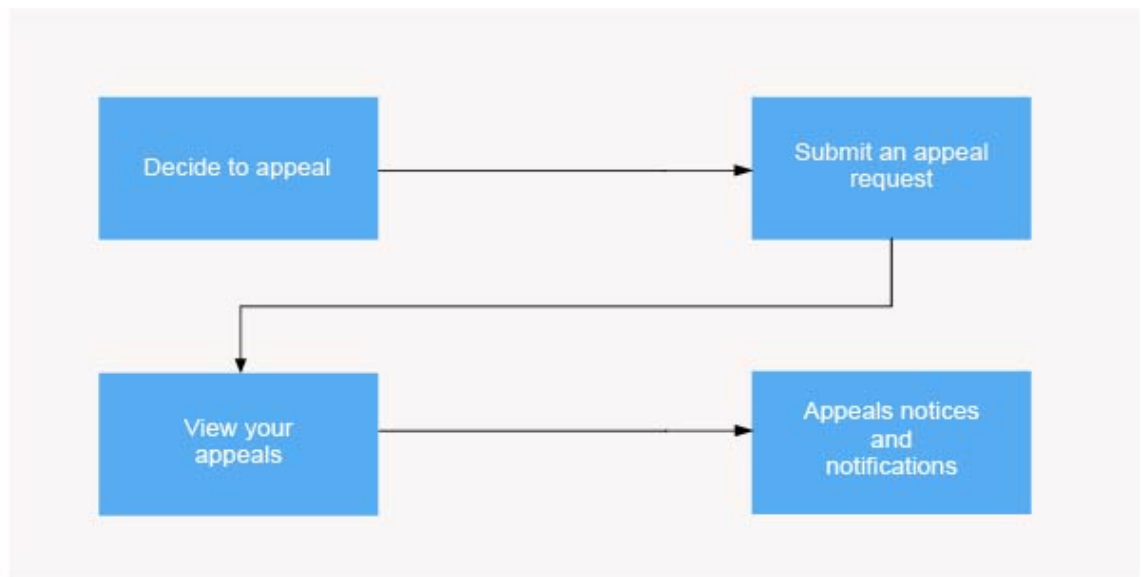 Decide to appeal
Submit an appeal
request
View your
appeals
Appeals notices
and
notifications